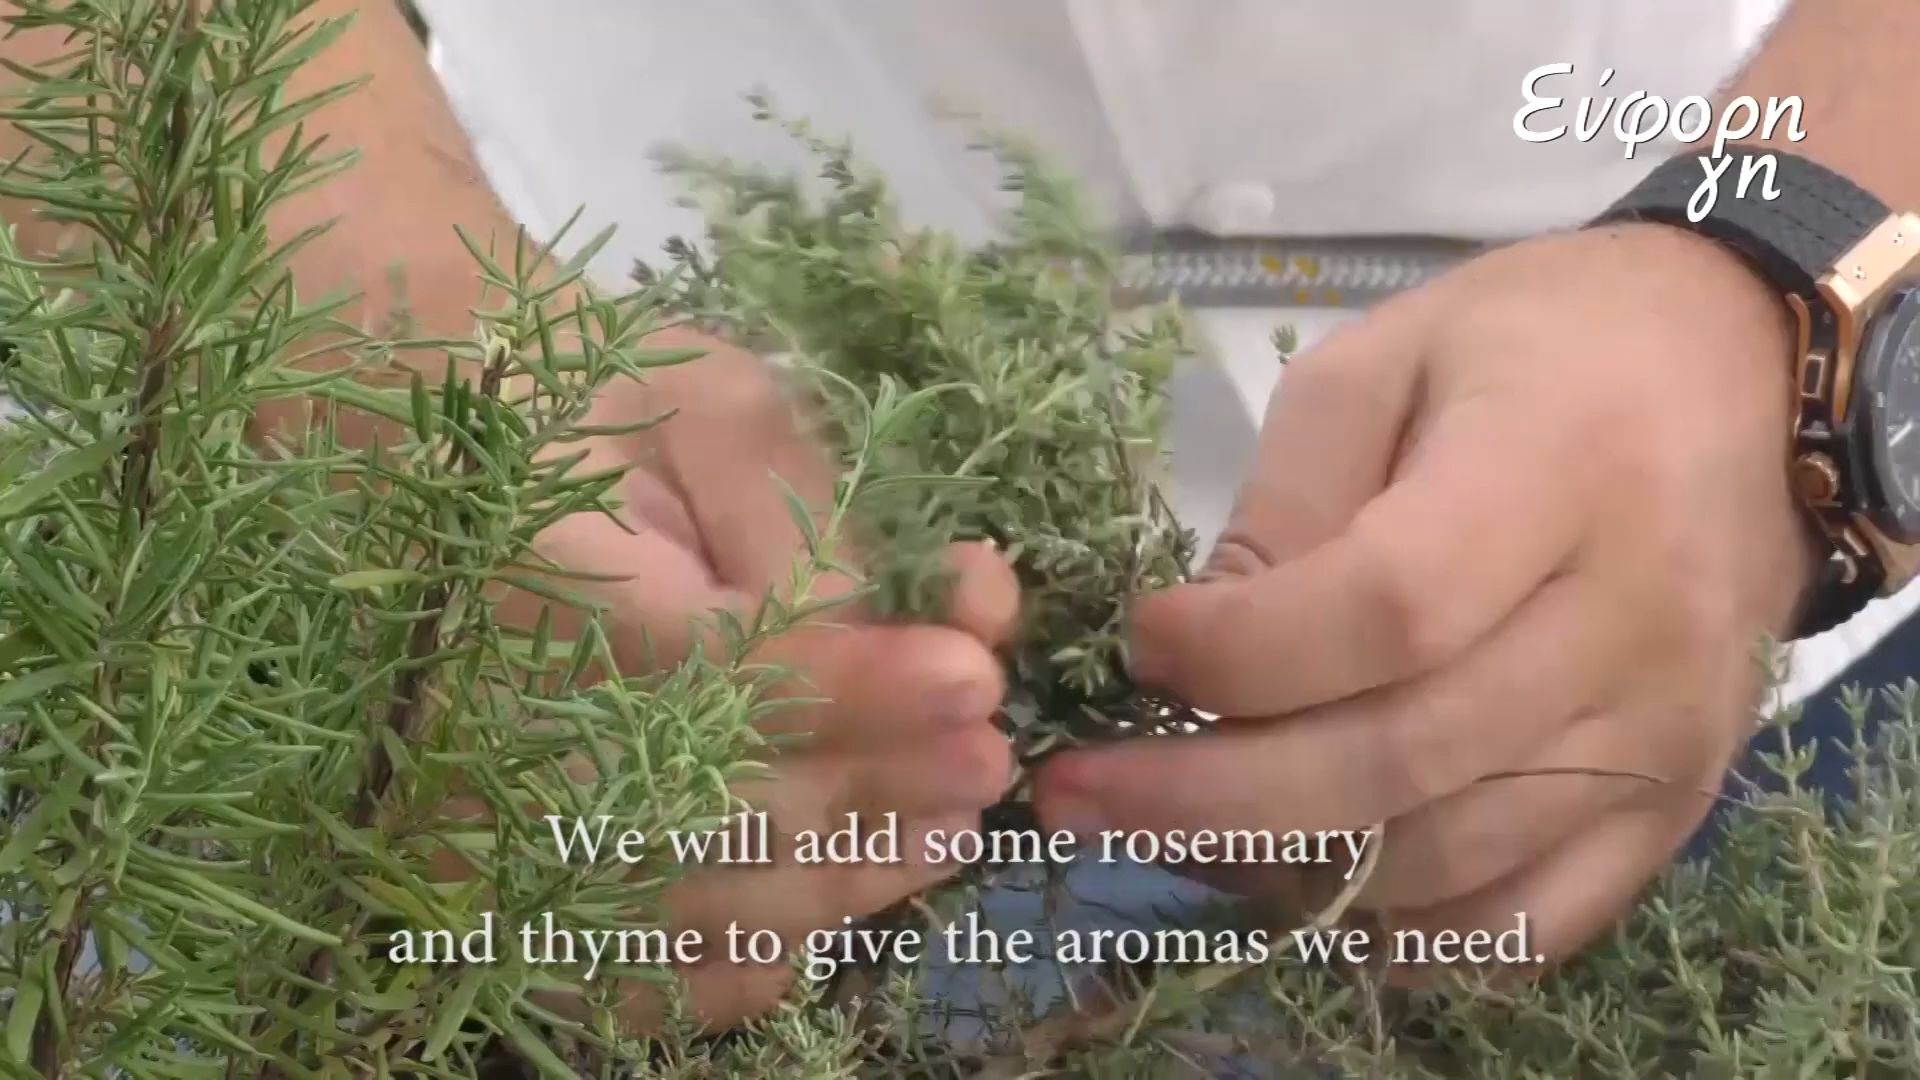 Εύφορη
γη
We will add some rosemary
and thyme to give the aromas we need.